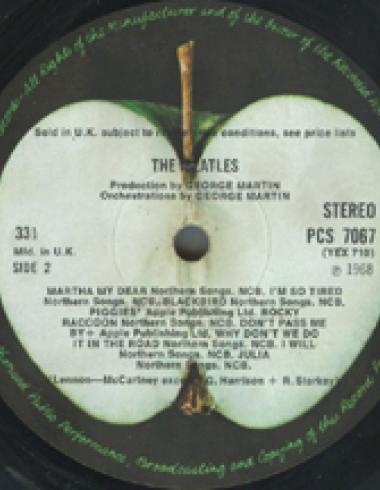 Records—All Rights of the Manufacturer and of the Owner of the Recorded
Sold in U.K. subject to resale price conditions, see price lists
THE BEATLES
Production by GEORGE MARTIN
Orchestrations by GEORGE MARTIN
STEREO
33⅓
PCS 7067
Mfd. in U.K.
(YEX 710)
SIDE 2
℗ 1968
MARTHA MY DEAR Northern Songs. NCB. I'M SO TIRED
Northern Songs. NCB. BLACKBIRD Northern Songs. NCB.
PIGGIES* Apple Publishing Ltd. ROCKY
RACCOON Northern Songs. NCB. DON'T PASS ME
BY+ Apple Publishing Ltd. WHY DON'T WE DO
IT IN THE ROAD Northern Songs. NCB. I WILL
Northern Songs. NCB. JULIA
Northern Songs. NCB.
(Lennon—McCartney except G. Harrison + R. Starkey)
Public Performance, Broadcasting and Copying of this Record